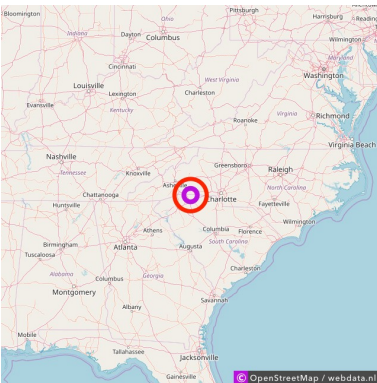 Bloomington
Pittsburgh
Harrisburg
Reading
Ohio
Dayton
Columbus
Indiana
Wilmington
Cincinnati
Maryland
Washington
West Virginia
Louisville
Lexington
Charleston
Evansville
Kentucky
Virginia
Richmond
Roanoke
Virginia Beach
Nashville
Greensboro
Raleigh
Tennessee
Knoxville
Chattanooga
North Carolina
Huntsville
Charlotte
Fayetteville
Wilmington
Athens
Columbia
Florence
Birmingham
Atlanta
Augusta
South Carolina
Tuscaloosa
Charleston
Alabama
Columbus
Georgia
Montgomery
Savannah
Albany
Mobile
Tallahassee
Jacksonville
Gainesville
© OpenStreetMap / webdata.nl